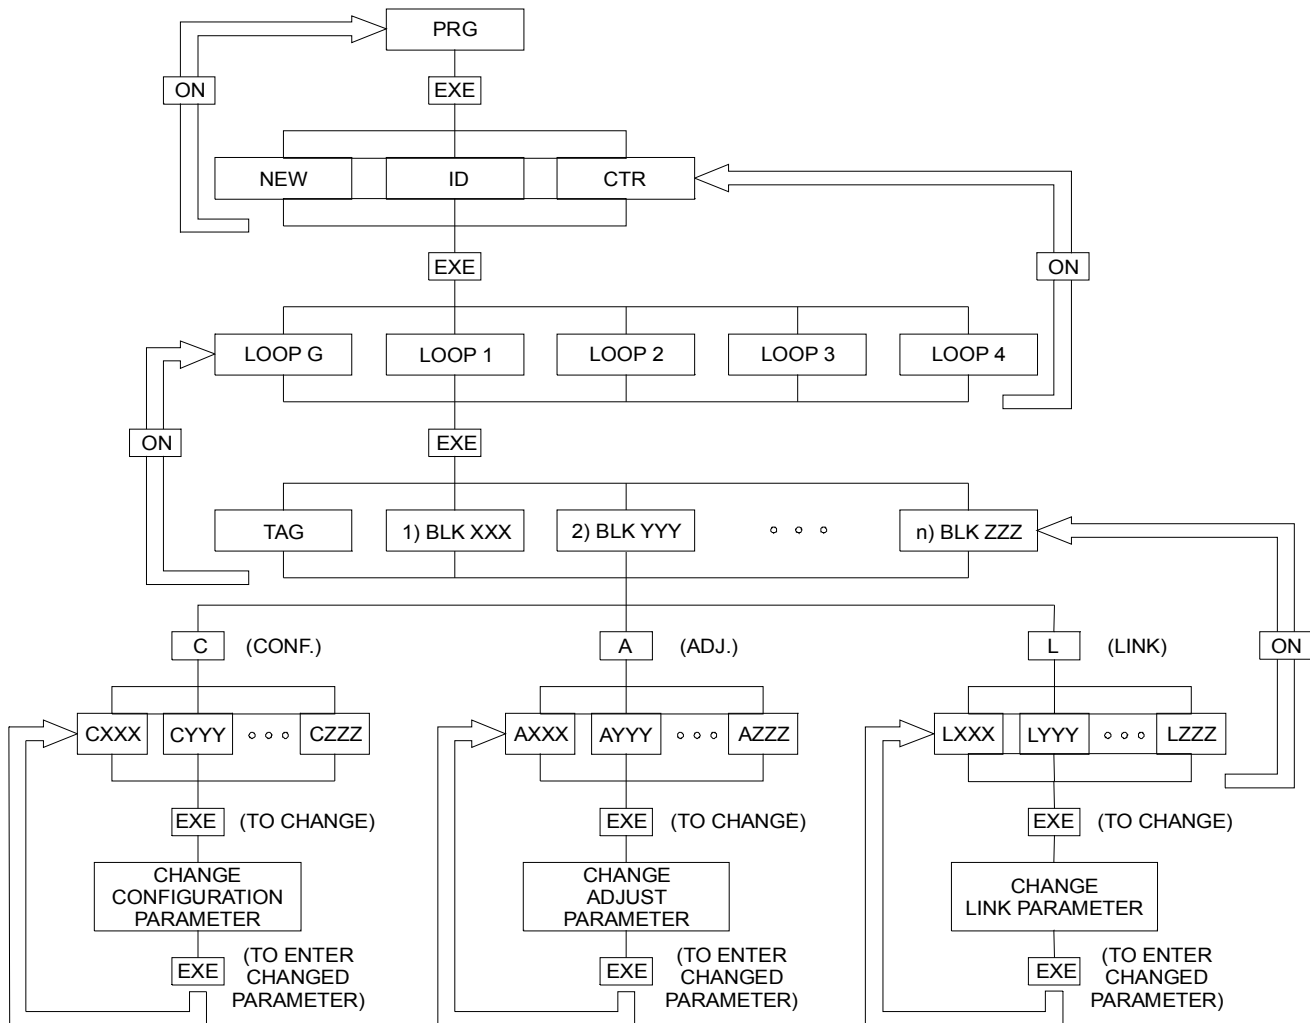 PRG
ON
EXE
NEW
ID
CTR
EXE
ON
LOOP G
LOOP 1
LOOP 2
LOOP 3
LOOP 4
ON
EXE
TAG
1) BLK XXX
2) BLK YYY
n) BLK ZZZ
C
(CONF.)
A
(ADJ.)
L
(LINK)
ON
CXXX
CYYY
CZZZ
AXXX
AYYY
AZZZ
LXXX
LYYY
LZZZ
EXE
(TO CHANGE)
EXE
(TO CHANGE)
EXE
(TO CHANGE)
CHANGE
CONFIGURATION
PARAMETER
CHANGE
ADJUST
PARAMETER
CHANGE
LINK PARAMETER
EXE
(TO ENTER
CHANGED
PARAMETER)
EXE
(TO ENTER
CHANGED
PARAMETER)
EXE
(TO ENTER
CHANGED
PARAMETER)